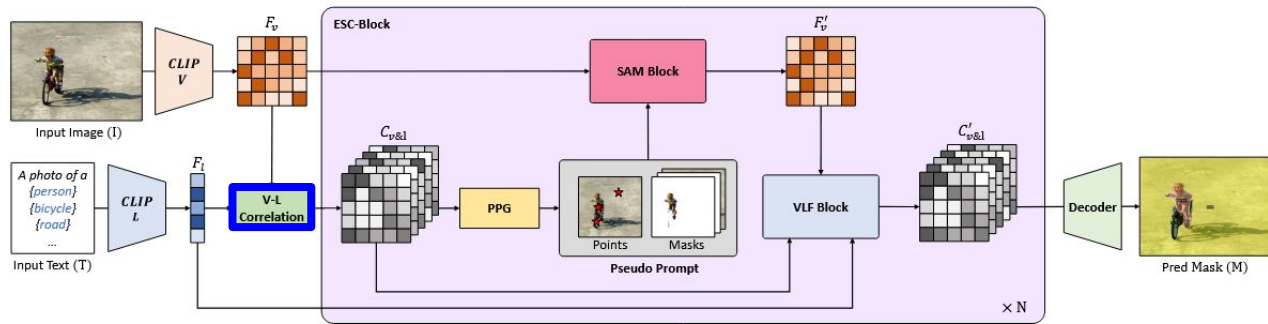 ESC-Block
F_v
F'_v
CLIP
V
SAM Block
Input Image (I)
C_v&l
C'_v&l
F_l
A photo of a
{person}
{bicycle}
{road}
...
CLIP
L
V-L
Correlation
PPG
VLF Block
Decoder
Points
Masks
Pseudo Prompt
Input Text (T)
Pred Mask (M)
× N